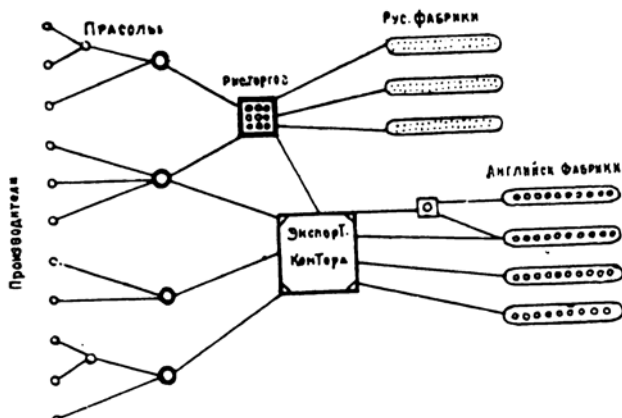 Прасолы
Рус. фабрики
Английск фабрики
Экспорт.
Контора
Производители